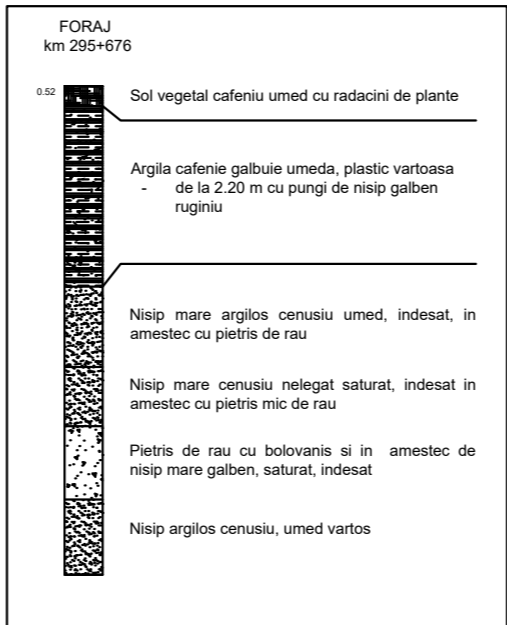 FORAJ
km 295+676
0.52
Sol vegetal cafeniu umed cu radacini de plante
Argila cafenie galbuie umeda, plastic vartoasa
- de la 2.20 m cu pungi de nisip galben
ruginiu
Nisip mare argilos cenusiu umed, indesat, in
amestec cu pietris de rau
Nisip mare cenusiu nelegat saturat, indesat in
amestec cu pietris mic de rau
Pietris de rau cu bolovanis si in amestec de
nisip mare galben, saturat, indesat
Nisip argilos cenusiu, umed vartos